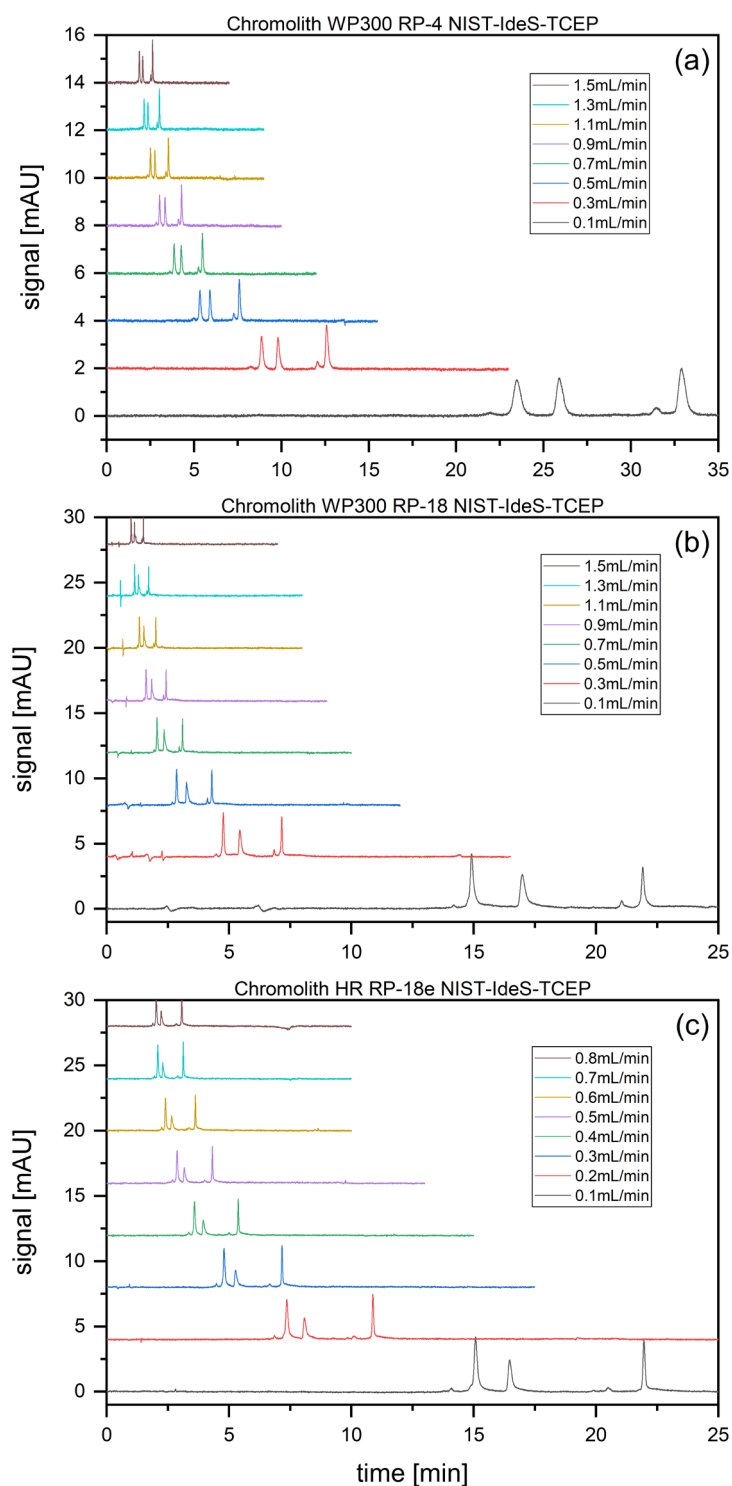 Chromolith WP300 RP-4 NIST-IdeS-TCEP
(a)
16
14
12
10
8
6
4
2
0
signal [mAU]
1.5mL/min
1.3mL/min
1.1mL/min
0.9mL/min
0.7mL/min
0.5mL/min
0.3mL/min
0.1mL/min
0 5 10 15 20 25 30 35
Chromolith WP300 RP-18 NIST-IdeS-TCEP
(b)
30
25
20
15
10
5
0
signal [mAU]
1.5mL/min
1.3mL/min
1.1mL/min
0.9mL/min
0.7mL/min
0.5mL/min
0.3mL/min
0.1mL/min
0 5 10 15 20 25
Chromolith HR RP-18e NIST-IdeS-TCEP
(c)
30
25
20
15
10
5
0
signal [mAU]
0.8mL/min
0.7mL/min
0.6mL/min
0.5mL/min
0.4mL/min
0.3mL/min
0.2mL/min
0.1mL/min
0 5 10 15 20 25
time [min]